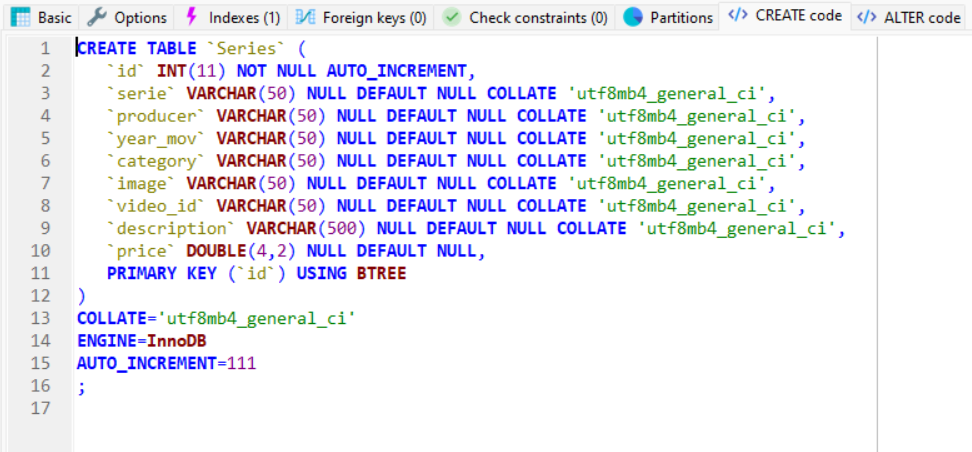 Basic Options Indexes (1) Foreign keys (0) Check constraints (0) Partitions </> CREATE code </> ALTER code
1 CREATE TABLE `Series` (
2 `id` INT(11) NOT NULL AUTO_INCREMENT,
3 `serie` VARCHAR(50) NULL DEFAULT NULL COLLATE 'utf8mb4_general_ci',
4 `producer` VARCHAR(50) NULL DEFAULT NULL COLLATE 'utf8mb4_general_ci',
5 `year_mov` VARCHAR(50) NULL DEFAULT NULL COLLATE 'utf8mb4_general_ci',
6 `category` VARCHAR(50) NULL DEFAULT NULL COLLATE 'utf8mb4_general_ci',
7 `image` VARCHAR(50) NULL DEFAULT NULL COLLATE 'utf8mb4_general_ci',
8 `video_id` VARCHAR(50) NULL DEFAULT NULL COLLATE 'utf8mb4_general_ci',
9 `description` VARCHAR(500) NULL DEFAULT NULL COLLATE 'utf8mb4_general_ci',
10 `price` DOUBLE(4,2) NULL DEFAULT NULL,
11 PRIMARY KEY (`id`) USING BTREE
12 )
13 COLLATE='utf8mb4_general_ci'
14 ENGINE=InnoDB
15 AUTO_INCREMENT=111
16 ;
17